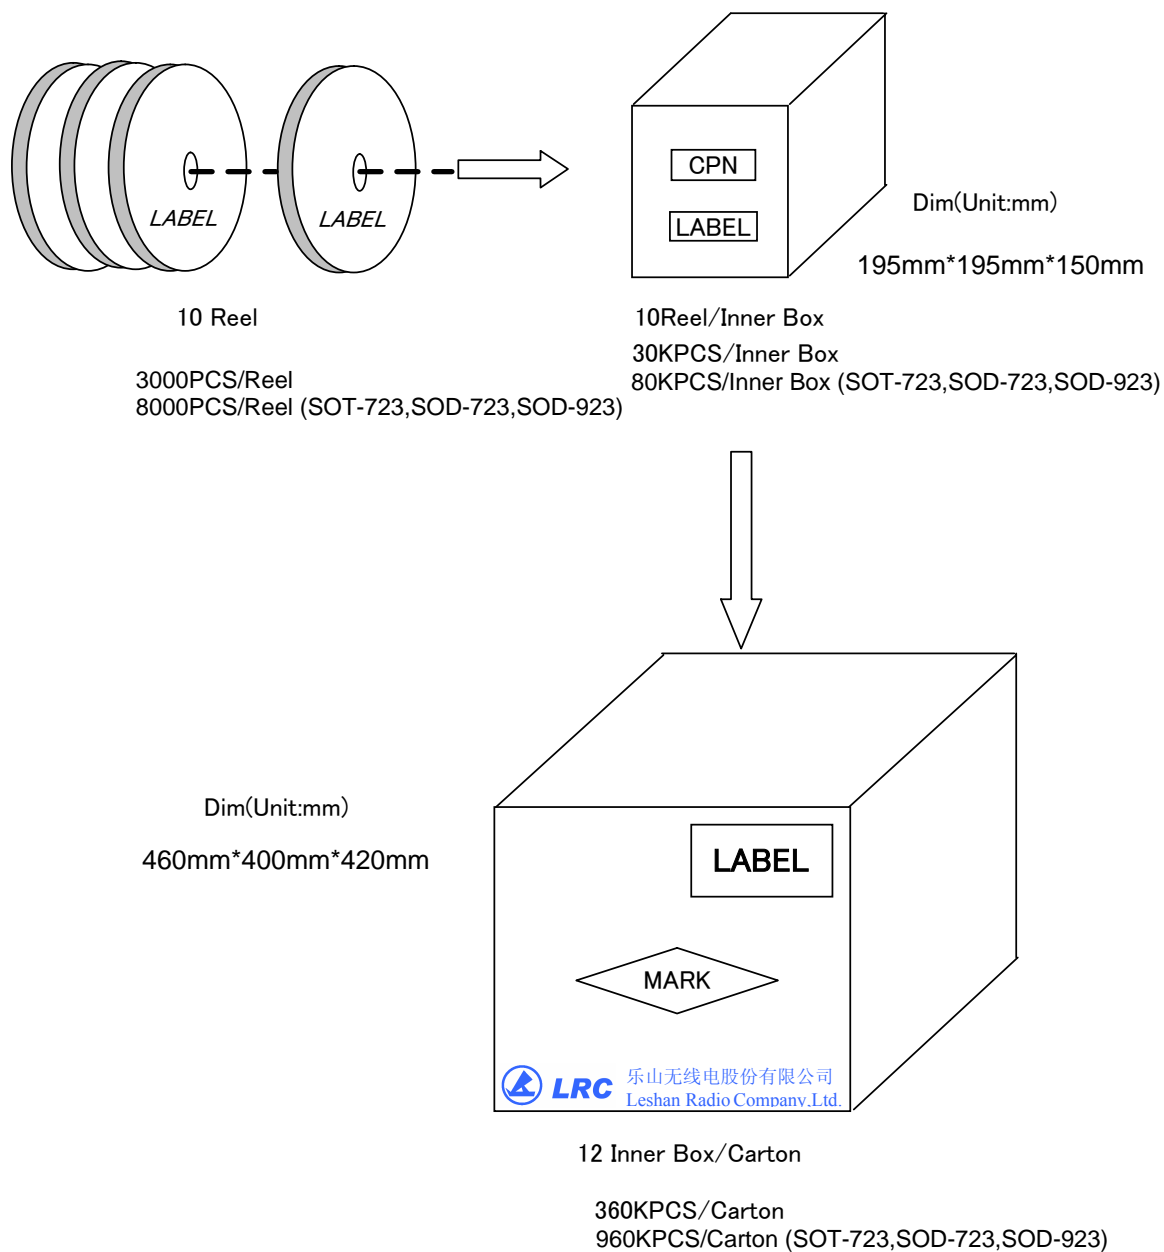 LABEL
LABEL
CPN
LABEL
Dim(Unit:mm)
195mm*195mm*150mm
10 Reel
3000PCS/Reel
8000PCS/Reel (SOT-723,SOD-723,SOD-923)
10Reel/Inner Box
30KPCS/Inner Box
80KPCS/Inner Box (SOT-723,SOD-723,SOD-923)
Dim(Unit:mm)
460mm*400mm*420mm
LABEL
MARK
LRC
乐山无线电股份有限公司
Leshan Radio Company,Ltd.
12 Inner Box/Carton
360KPCS/Carton
960KPCS/Carton (SOT-723,SOD-723,SOD-923)